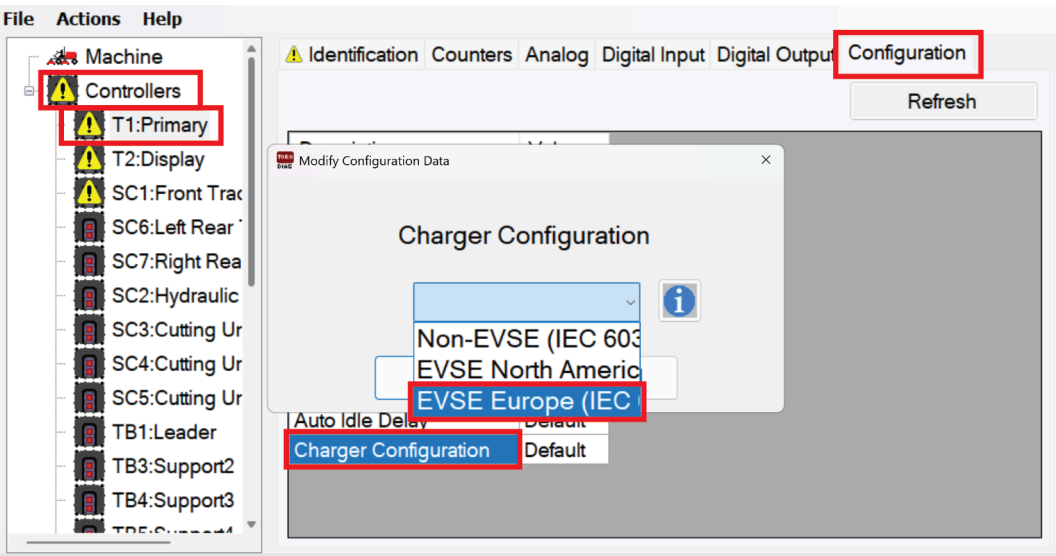 File Actions Help
Machine
Controllers
T1:Primary
T2:Display
SC1:Front Trac
SC6:Left Rear
SC7:Right Rea
SC2:Hydraulic
SC3:Cutting Ur
SC4:Cutting Ur
SC5:Cutting Ur
TB1:Leader
TB3:Support2
TB4:Support3
Identification Counters Analog Digital Input Digital Output Configuration
Refresh
TORO
DIAG
Modify Configuration Data
Charger Configuration
Non-EVSE (IEC 603
EVSE North Americ
EVSE Europe (IEC
Auto Idle Delay Default
Charger Configuration Default